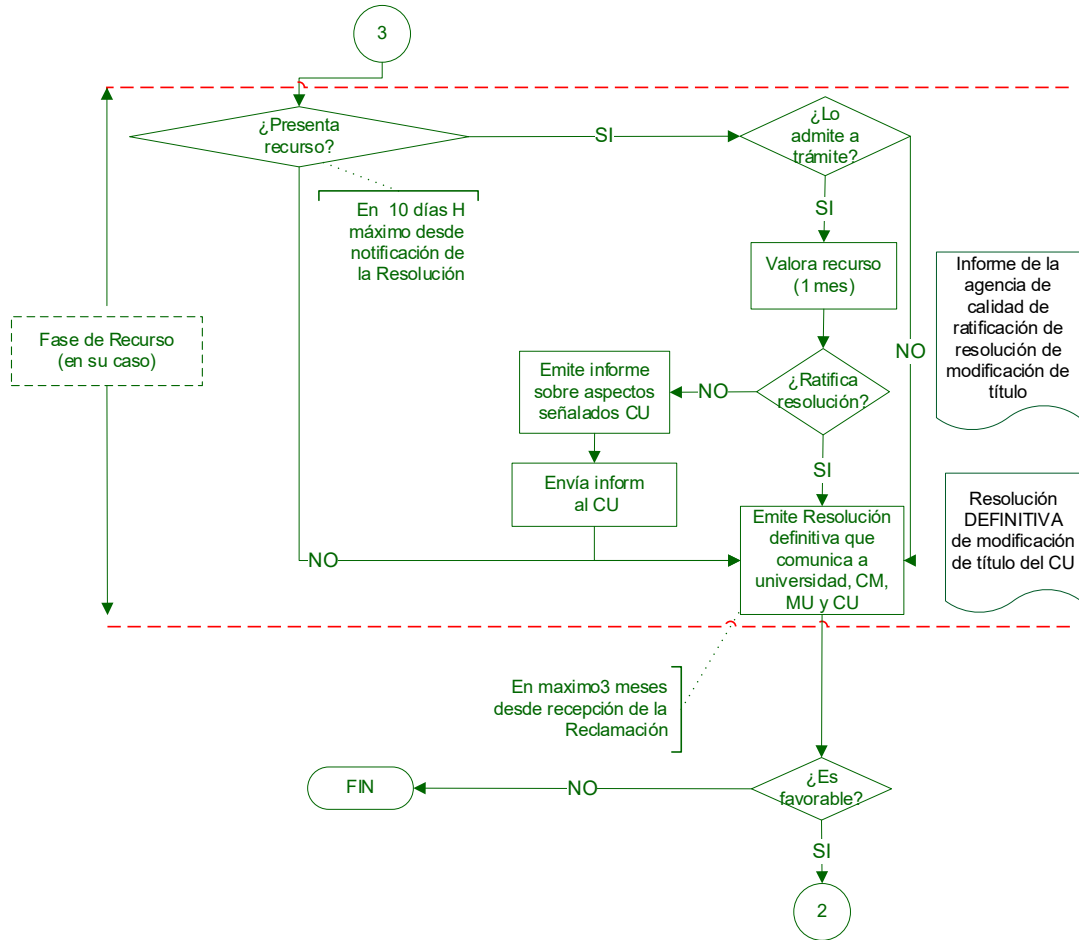 3
¿Presenta
recurso?
SI
¿Lo
admite a
trámite?
En 10 días H
máximo desde
notificación de
la Resolución
SI
Valora recurso
(1 mes)
Informe de la
agencia de
calidad de
ratificación de
resolución de
modificación de
título
Fase de Recurso
(en su caso)
NO
Emite informe
sobre aspectos
señalados CU
NO
¿Ratifica
resolución?
SI
Envía inform
al CU
Resolución
DEFINITIVA
de modificación
de título del CU
NO
Emite Resolución
definitiva que
comunica a
universidad, CM,
MU y CU
En maximo3 meses
desde recepción de la
Reclamación
FIN
NO
¿Es
favorable?
SI
2